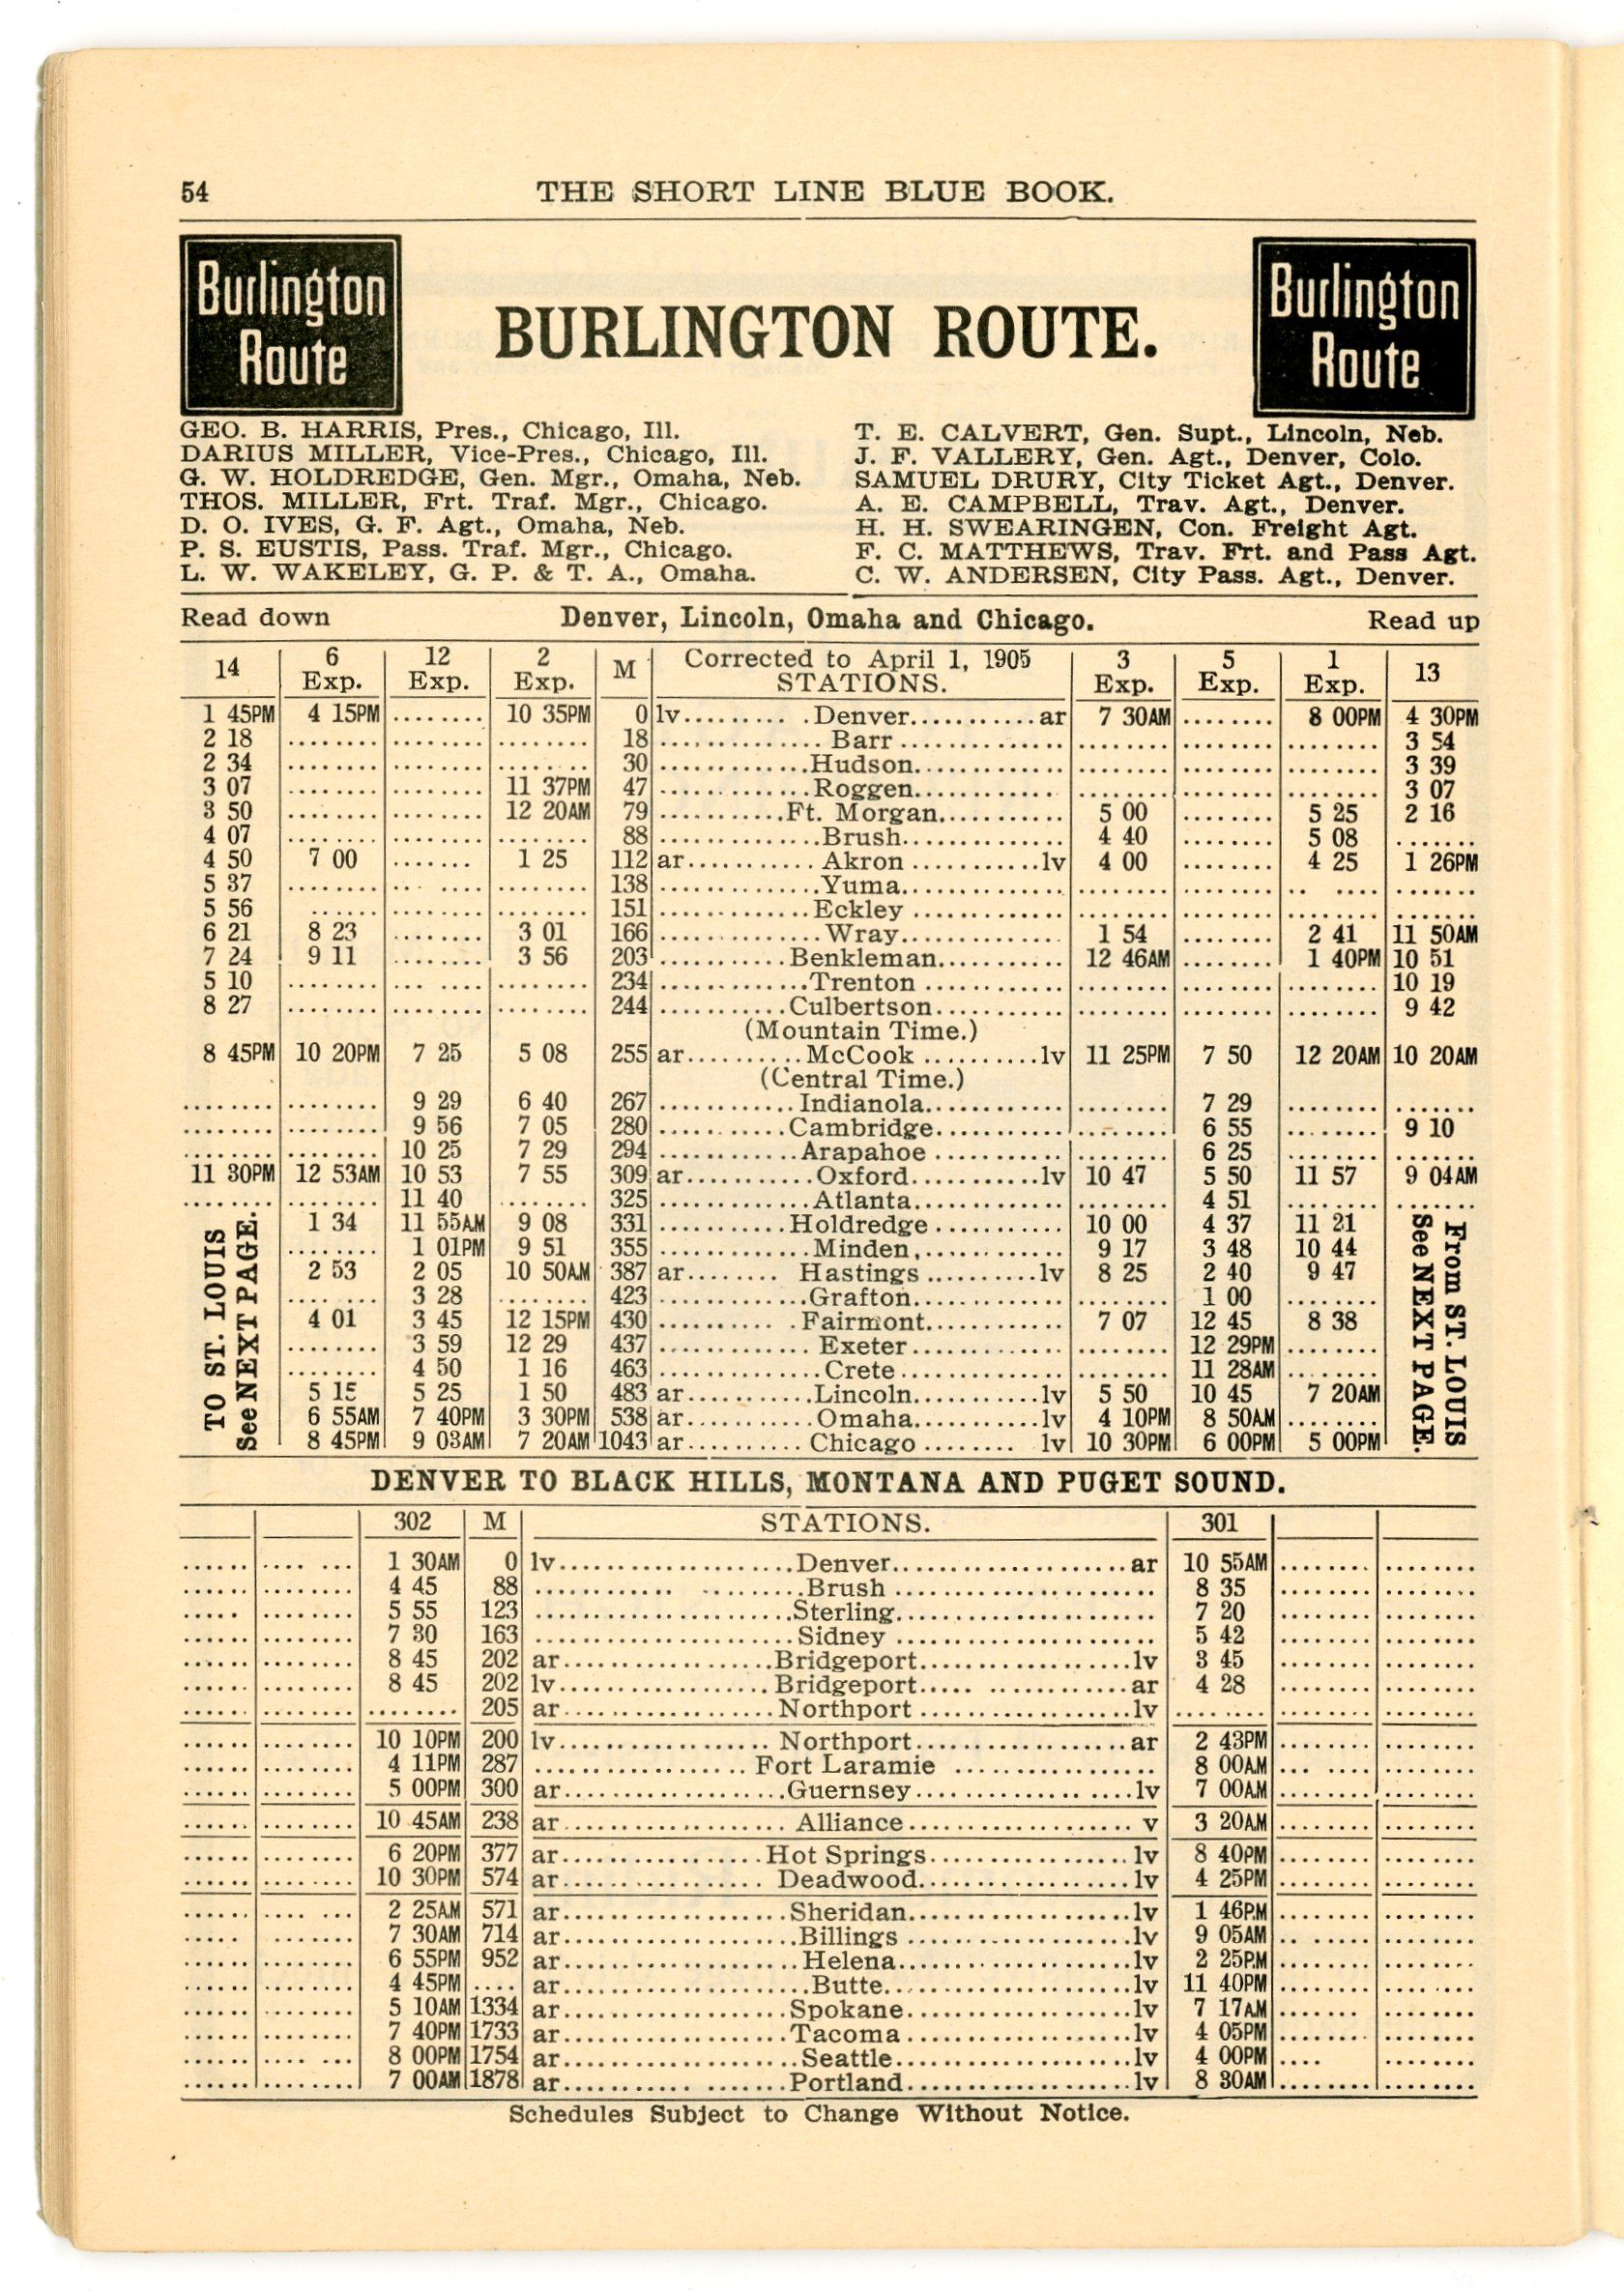 54 THE SHORT LINE BLUE BOOK.
Burlington Route
BURLINGTON ROUTE.
Burlington Route
GEO. B. HARRIS, Pres., Chicago, Ill.
DARIUS MILLER, Vice-Pres., Chicago, Ill.
G. W. HOLDREDGE, Gen. Mgr., Omaha, Neb.
THOS. MILLER, Frt. Traf. Mgr., Chicago.
D. O. IVES, G. F. Agt., Omaha, Neb.
P. S. EUSTIS, Pass. Traf. Mgr., Chicago.
L. W. WAKELEY, G. P. & T. A., Omaha.
T. E. CALVERT, Gen. Supt., Lincoln, Neb.
J. F. VALLERY, Gen. Agt., Denver, Colo.
SAMUEL DRURY, City Ticket Agt., Denver.
A. E. CAMPBELL, Trav. Agt., Denver.
H. H. SWEARINGEN, Con. Freight Agt.
F. C. MATTHEWS, Trav. Frt. and Pass Agt.
C. W. ANDERSEN, City Pass. Agt., Denver.
Read down Denver, Lincoln, Omaha and Chicago. Read up
14 | 6 Exp. | 12 Exp. | 2 Exp. | M | Corrected to April 1, 1905 STATIONS. | 3 Exp. | 5 Exp. | 1 Exp. | 13
1 45PM | 4 15PM | ........ | 10 35PM | 0 | lv Denver ar | 7 30AM | ........ | 8 00PM | 4 30PM
2 18 | ........ | ........ | ........ | 18 | Barr | ........ | ........ | ........ | 3 54
2 34 | ........ | ........ | ........ | 30 | Hudson | ........ | ........ | ........ | 3 39
3 07 | ........ | ........ | 11 37PM | 47 | Roggen | ........ | ........ | ........ | 3 07
3 50 | ........ | ........ | 12 20AM | 79 | Ft. Morgan | 5 00 | ........ | 5 25 | 2 16
4 07 | ........ | ........ | ........ | 88 | Brush | 4 40 | ........ | 5 08 | ........
4 50 | 7 00 | ........ | 1 25 | 112 | ar Akron lv | 4 00 | ........ | 4 25 | 1 26PM
5 37 | ........ | ........ | ........ | 138 | Yuma | ........ | ........ | ........ | ........
5 56 | ........ | ........ | ........ | 151 | Eckley | ........ | ........ | ........ | ........
6 21 | 8 23 | ........ | 3 01 | 166 | Wray | 1 54 | ........ | 2 41 | 11 50AM
7 24 | 9 11 | ........ | 3 56 | 203 | Benkleman | 12 46AM | ........ | 1 40PM | 10 51
5 10 | ........ | ........ | ........ | 234 | Trenton | ........ | ........ | ........ | 10 19
8 27 | ........ | ........ | ........ | 244 | Culbertson | ........ | ........ | ........ | 9 42
(Mountain Time.)
8 45PM | 10 20PM | 7 25 | 5 08 | 255 | ar McCook lv | 11 25PM | 7 50 | 12 20AM | 10 20AM
(Central Time.)
........ | ........ | 9 29 | 6 40 | 267 | Indianola | ........ | 7 29 | ........ | ........
........ | ........ | 9 56 | 7 05 | 280 | Cambridge | ........ | 6 55 | ........ | 9 10
........ | ........ | 10 25 | 7 29 | 294 | Arapahoe | ........ | 6 25 | ........ | ........
11 30PM | 12 53AM | 10 53 | 7 55 | 309 | ar Oxford lv | 10 47 | 5 50 | 11 57 | 9 04AM
........ | ........ | 11 40 | ........ | 325 | Atlanta | ........ | 4 51 | ........ | ........
1 34 | 11 55AM | 9 08 | 331 | Holdredge | 10 00 | 4 37 | 11 21
........ | 1 01PM | 9 51 | 355 | Minden, | 9 17 | 3 48 | 10 44
2 53 | 2 05 | 10 50AM | 387 | ar Hastings lv | 8 25 | 2 40 | 9 47
........ | 3 28 | ........ | 423 | Grafton | ........ | 1 00 | ........
4 01 | 3 45 | 12 15PM | 430 | Fairmont | 7 07 | 12 45 | 8 38
........ | 3 59 | 12 29 | 437 | Exeter | ........ | 12 29PM | ........
........ | 4 50 | 1 16 | 463 | Crete | ........ | 11 28AM | ........
5 15 | 5 25 | 1 50 | 483 | ar Lincoln lv | 5 50 | 10 45 | 7 20AM
6 55AM | 7 40PM | 3 30PM | 538 | ar Omaha lv | 4 10PM | 8 50AM | ........
8 45PM | 9 03AM | 7 20AM | 1043 | ar Chicago lv | 10 30PM | 6 00PM | 5 00PM
TO ST. LOUIS
See NEXT PAGE.
From ST. LOUIS
See NEXT PAGE.
DENVER TO BLACK HILLS, MONTANA AND PUGET SOUND.
302 | M | STATIONS. | 301
1 30AM | 0 | lv Denver ar | 10 55AM
4 45 | 88 | Brush | 8 35
5 55 | 123 | Sterling | 7 20
7 30 | 163 | Sidney | 5 42
8 45 | 202 | ar Bridgeport lv | 3 45
8 45 | 202 | lv Bridgeport ar | 4 28
........ | 205 | ar Northport lv | ........
10 10PM | 200 | lv Northport ar | 2 43PM
4 11PM | 287 | Fort Laramie | 8 00AM
5 00PM | 300 | ar Guernsey lv | 7 00AM
10 45AM | 238 | ar Alliance v | 3 20AM
6 20PM | 377 | ar Hot Springs lv | 8 40PM
10 30PM | 574 | ar Deadwood lv | 4 25PM
2 25AM | 571 | ar Sheridan lv | 1 46PM
7 30AM | 714 | ar Billings lv | 9 05AM
6 55PM | 952 | ar Helena lv | 2 25PM
4 45PM | .... | ar Butte lv | 11 40PM
5 10AM | 1334 | ar Spokane lv | 7 17AM
7 40PM | 1733 | ar Tacoma lv | 4 05PM
8 00PM | 1754 | ar Seattle lv | 4 00PM
7 00AM | 1878 | ar Portland lv | 8 30AM
Schedules Subject to Change Without Notice.